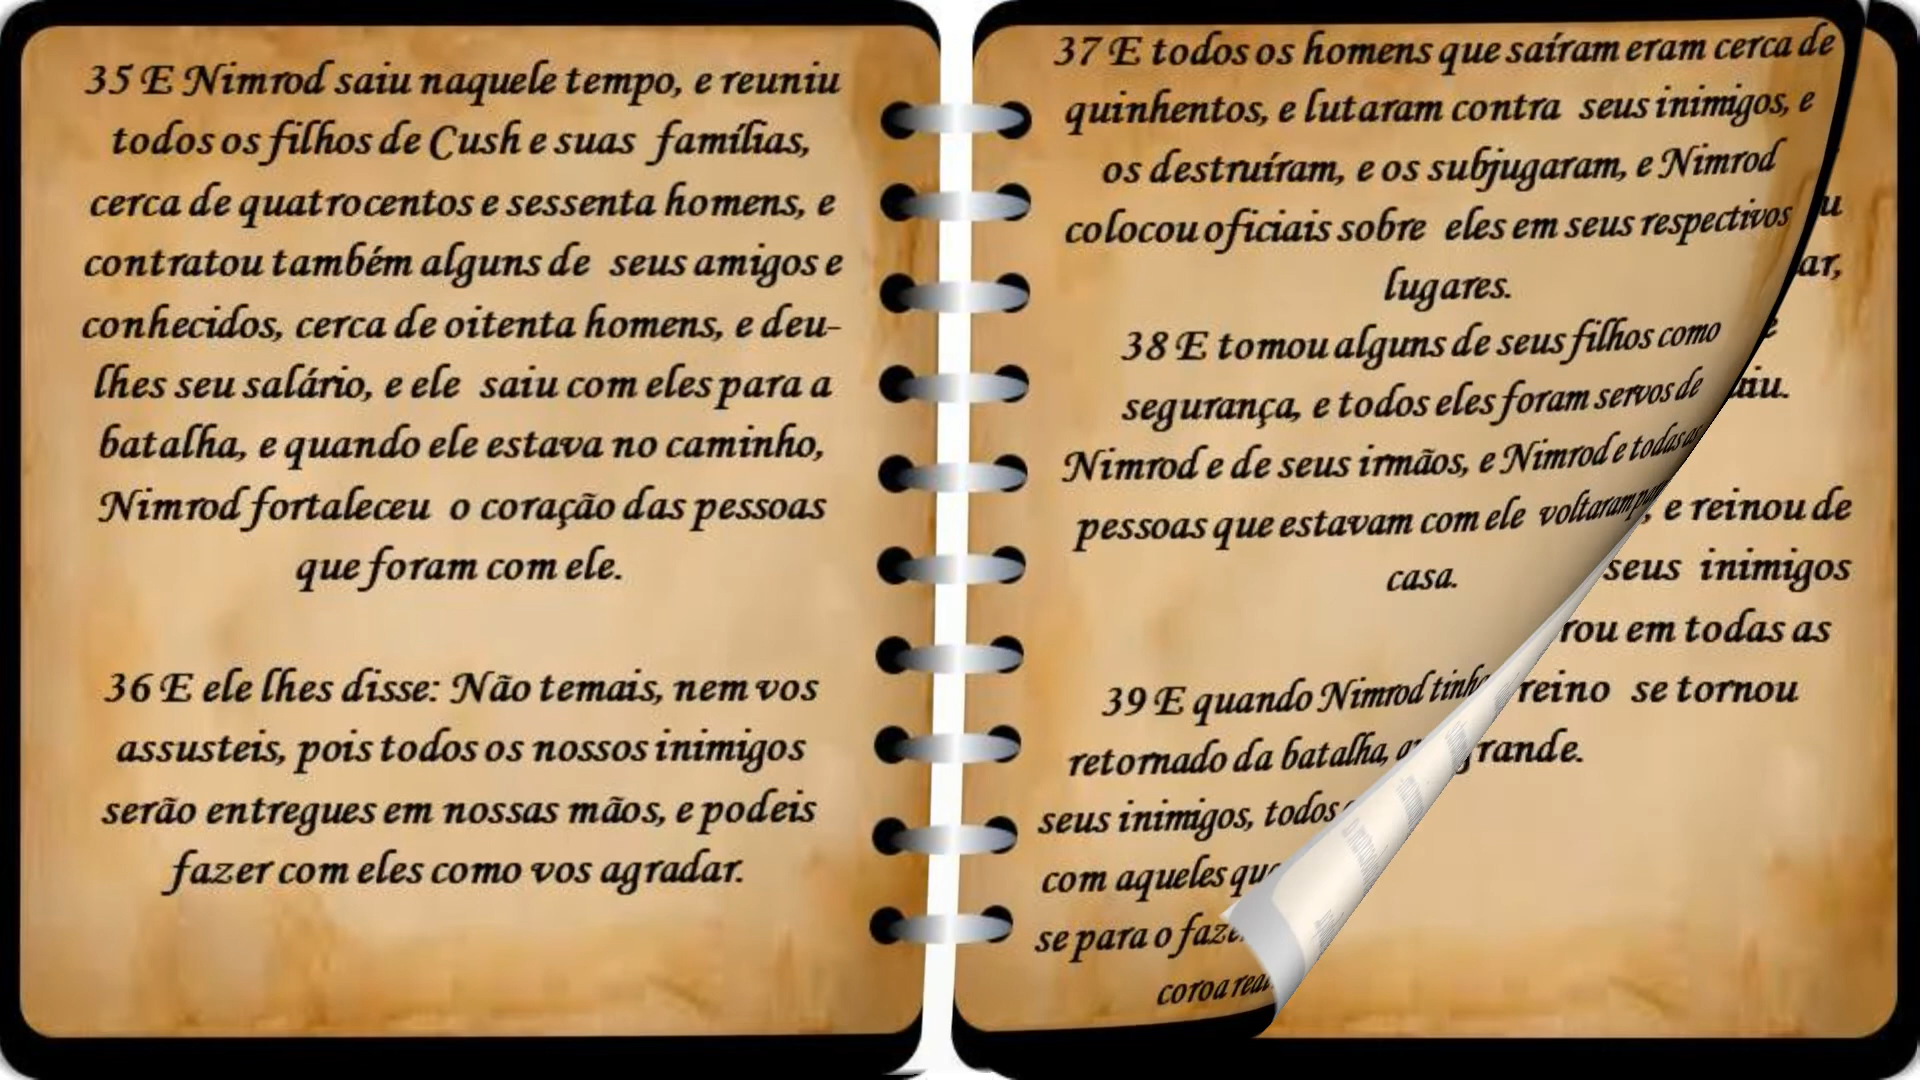 35 E Nimrod saiu naquele tempo, e reuniu
todos os filhos de Cush e suas famílias,
cerca de quatrocentos e sessenta homens, e
contratou também alguns de seus amigos e
conhecidos, cerca de oitenta homens, e deu-
lhes seu salário, e ele saiu com eles para a
batalha, e quando ele estava no caminho,
Nimrod fortaleceu o coração das pessoas
que foram com ele.
36 E ele lhes disse: Não temais, nem vos
assusteis, pois todos os nossos inimigos
serão entregues em nossas mãos, e podeis
fazer com eles como vos agradar.
37 E todos os homens que saíram eram cerca de
quinhentos, e lutaram contra seus inimigos, e
os destruíram, e os subjugaram, e Nimrod
colocou oficiais sobre eles em seus respectivos
lugares.
38 E tomou alguns de seus filhos como
segurança, e todos eles foram servos de
Nimrod e de seus irmãos, e Nimrod e todas as
pessoas que estavam com ele voltaram
casa.
39 E quando Nimrod tinha
retornado da batalha,
seus inimigos, todos
com aqueles
se para o
coroa
e reinou de
seus inimigos
em todas as
reino se tornou